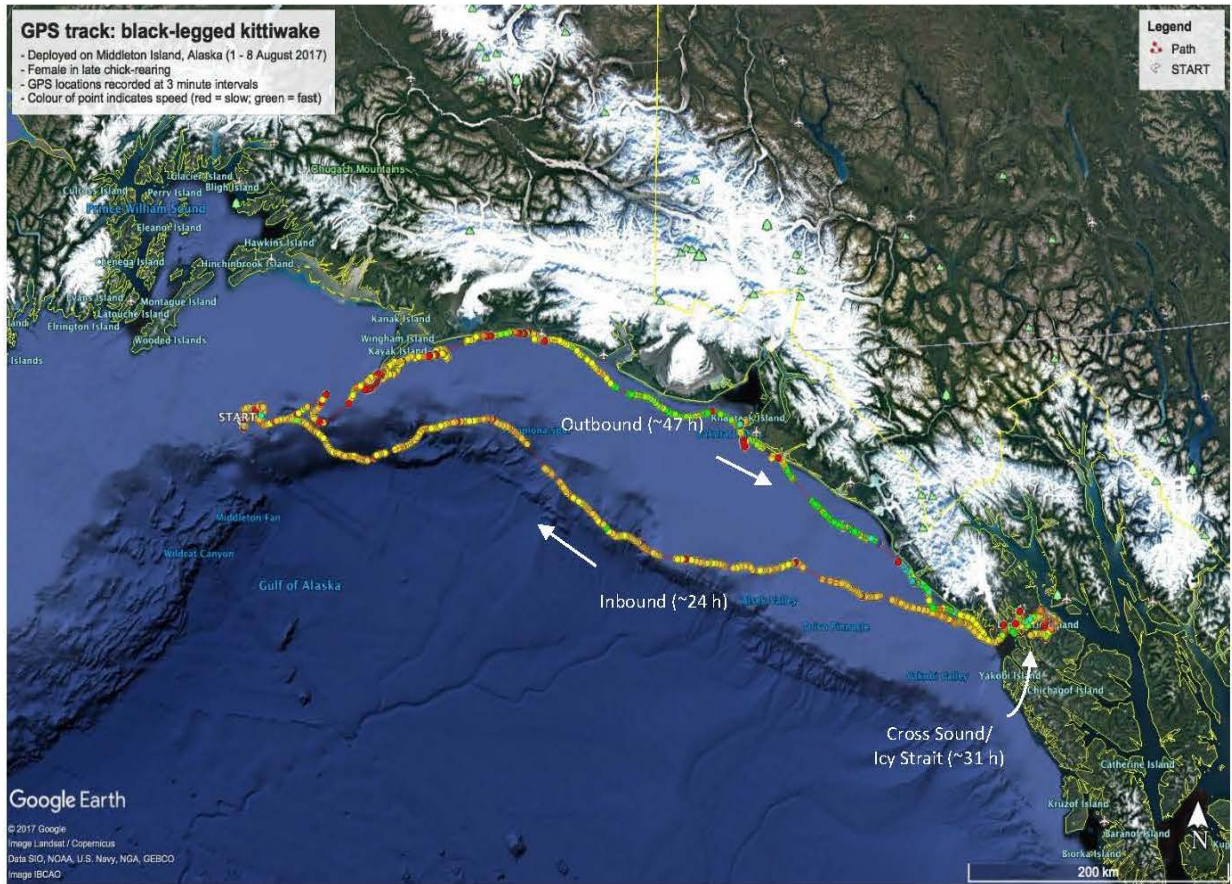 GPS track: black-legged kittiwake
- Deployed on Middleton Island, Alaska (1 - 8 August 2017)
- Female in late chick-rearing
- GPS locations recorded at 3 minute intervals
- Colour of point indicates speed (red = slow; green = fast)
Legend
Path
START
Chugach Mountains
Glacier Island
Bligh Island
Culross Island
Perry Island
Prince William Sound
Eleanor Island
Hawkins Island
Chenega Island
Hinchinbrook Island
Evans Island
Montague Island
Latouche Island
Elrington Island
Wooded Islands
Islands
Kanak Island
Wingham Island
Kayak Island
START
Khantaak Island
Outbound (~47 h)
Middleton Fan
Wildcat Canyon
Gulf of Alaska
Inbound (~24 h)
Alsek Valley
Yakobi Valley
Yakobi Island
Chichagof Island
Cross Sound/
Icy Strait (~31 h)
Catherine Island
Kruzof Island
Baranof Island
Biorka Island
Kup
N
200 km
Google Earth
© 2017 Google
Image Landsat / Copernicus
Data SIO, NOAA, U.S. Navy, NGA, GEBCO
Image IBCAO